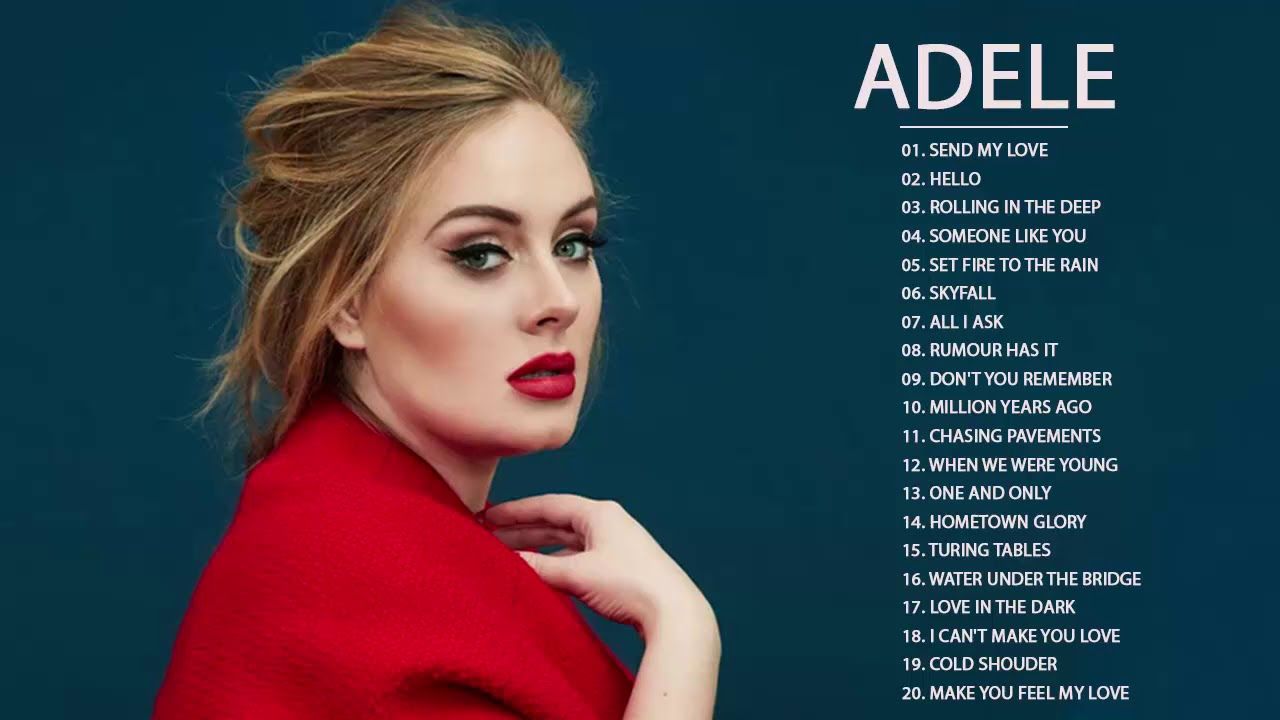 ADELE
01. SEND MY LOVE
02. HELLO
03. ROLLING IN THE DEEP
04. SOMEONE LIKE YOU
05. SET FIRE TO THE RAIN
06. SKYFALL
07. ALL I ASK
08. RUMOUR HAS IT
09. DON'T YOU REMEMBER
10. MILLION YEARS AGO
11. CHASING PAVEMENTS
12. WHEN WE WERE YOUNG
13. ONE AND ONLY
14. HOMETOWN GLORY
15. TURING TABLES
16. WATER UNDER THE BRIDGE
17. LOVE IN THE DARK
18. I CAN'T MAKE YOU LOVE
19. COLD SHOUDER
20. MAKE YOU FEEL MY LOVE